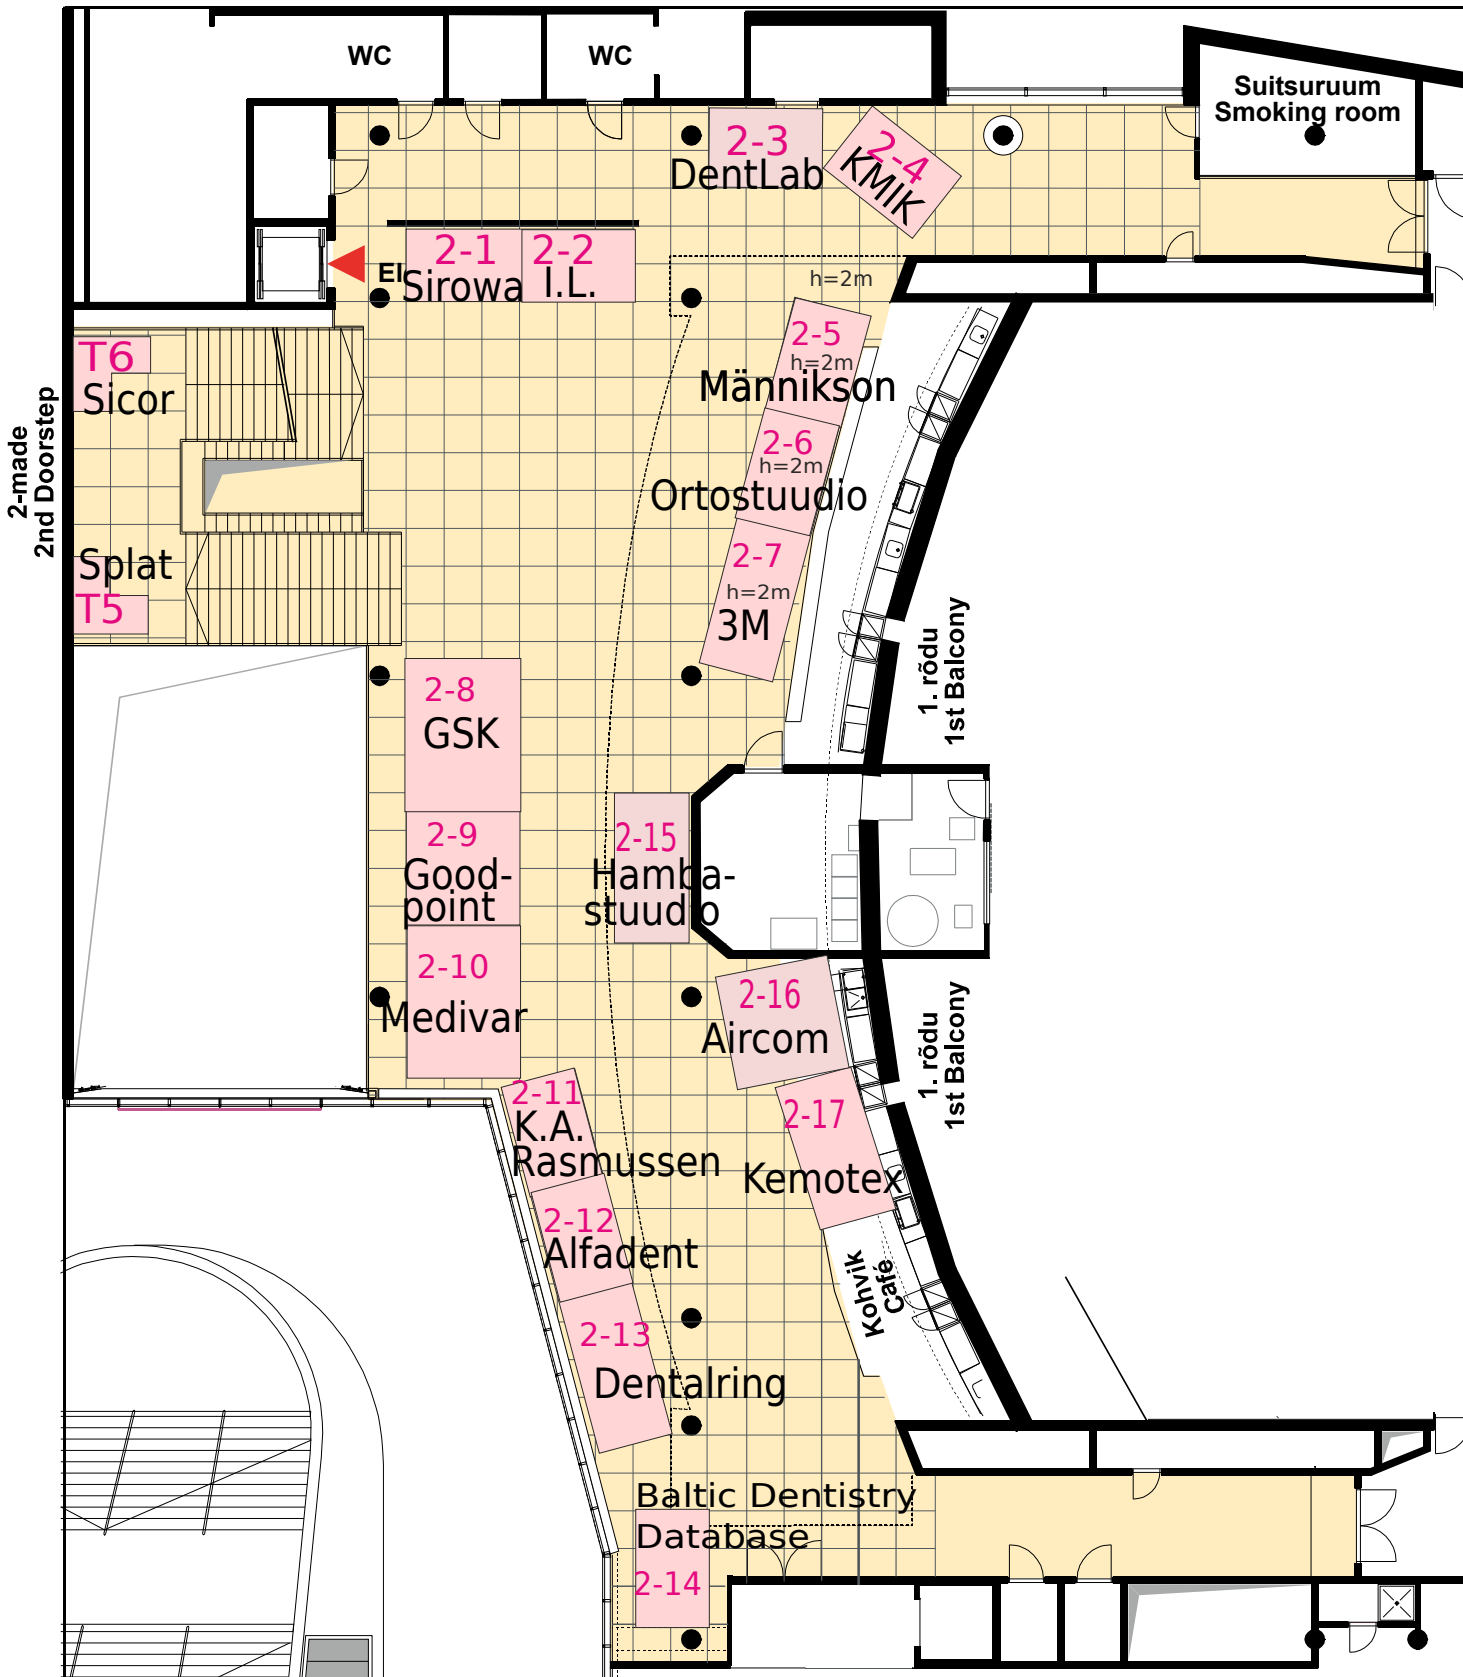 WC
WC
Suitsuruum
Smoking room
2-3
DentLab
2-4
KMIK
2-1
Sirowa
2-2
I.L.
El
h=2m
2-5
h=2m
Männikson
T6
Sicor
2-made
2nd Doorstep
2-6
h=2m
Ortostuudio
2-7
h=2m
3M
Splat
T5
1. rõdu
1st Balcony
2-8
GSK
2-9
Good-
point
2-15
Hamba-
stuudio
2-10
Medivar
2-16
Aircom
1. rõdu
1st Balcony
2-11
K.A.
Rasmussen
2-17
Kemotex
2-12
Alfadent
Kohvik
Café
2-13
Dentalring
Baltic Dentistry
Database
2-14